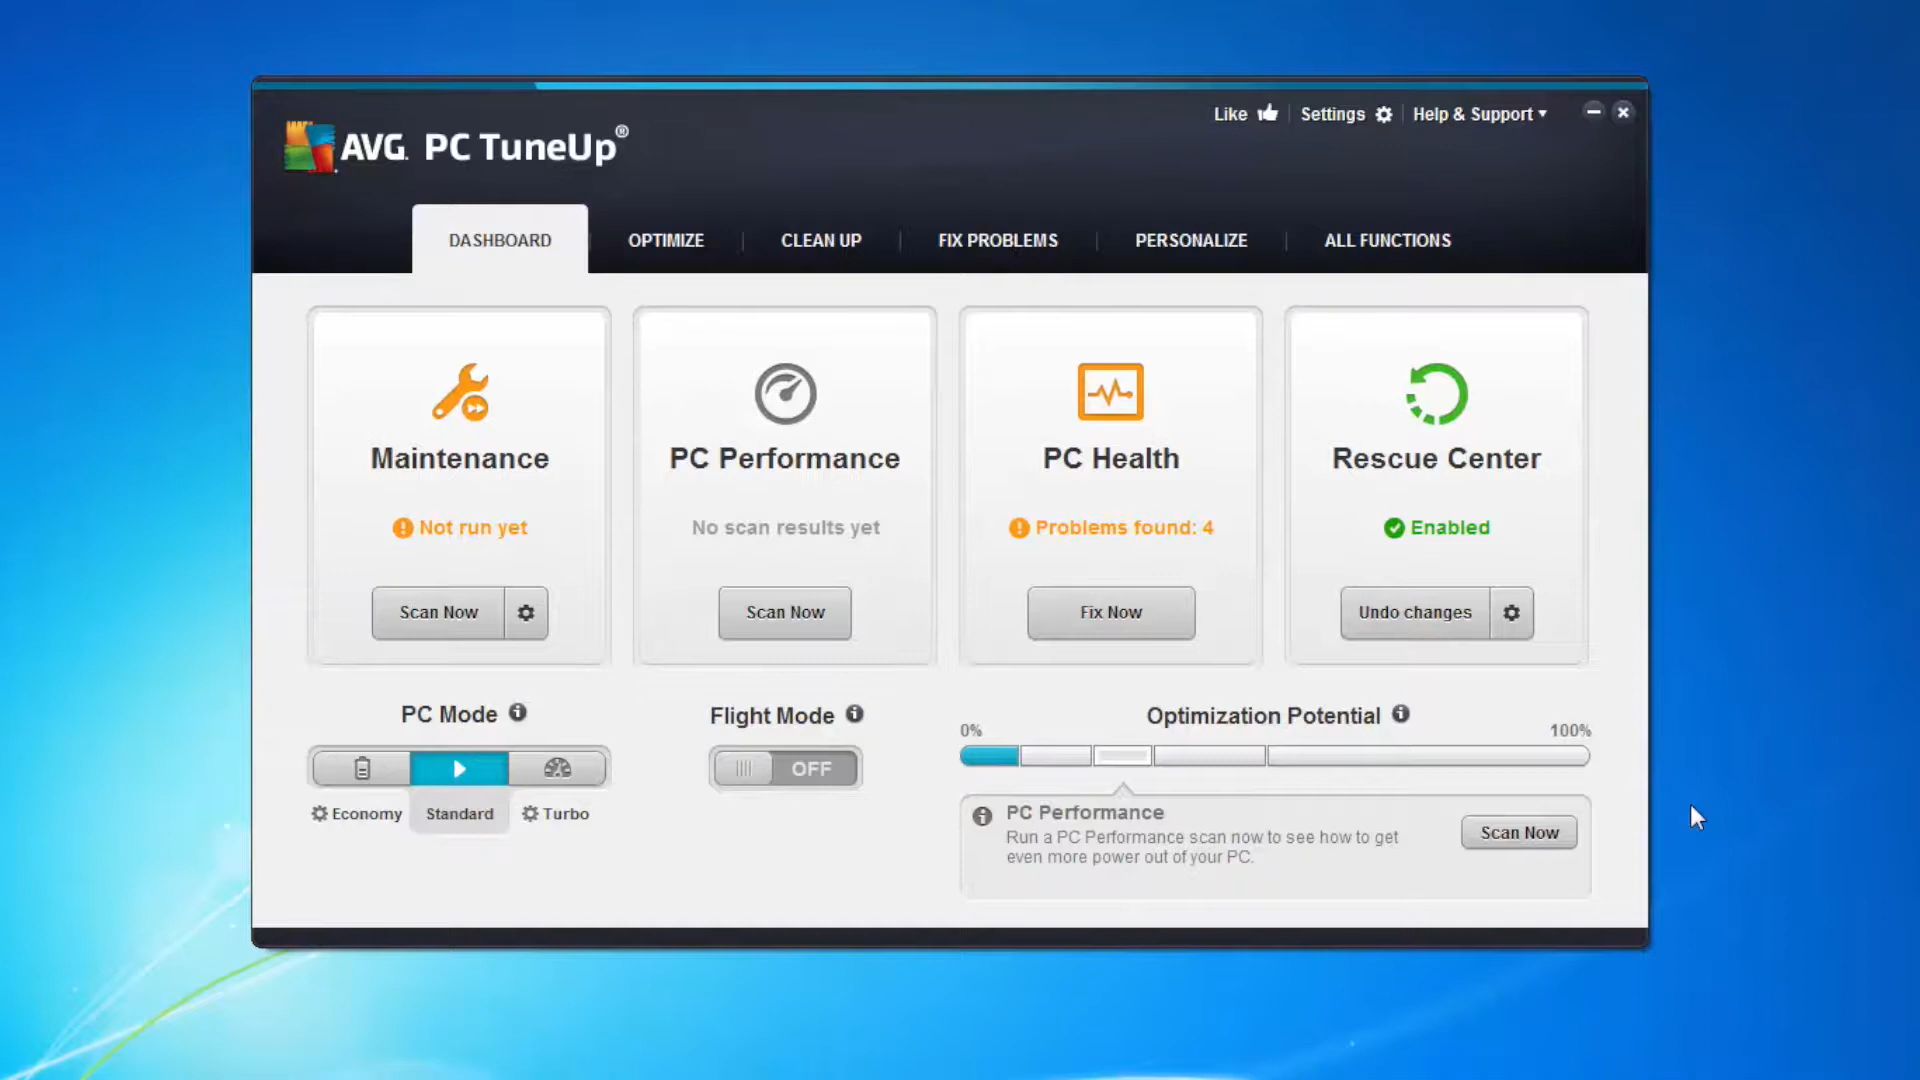 Like
Settings
Help & Support
AVG. PC TuneUp®
DASHBOARD
OPTIMIZE
CLEAN UP
FIX PROBLEMS
PERSONALIZE
ALL FUNCTIONS
Maintenance
Not run yet
Scan Now
PC Performance
No scan results yet
Scan Now
PC Health
Problems found: 4
Fix Now
Rescue Center
Enabled
Undo changes
PC Mode
Economy
Standard
Turbo
Flight Mode
OFF
Optimization Potential
0%
100%
PC Performance
Run a PC Performance scan now to see how to get
even more power out of your PC.
Scan Now